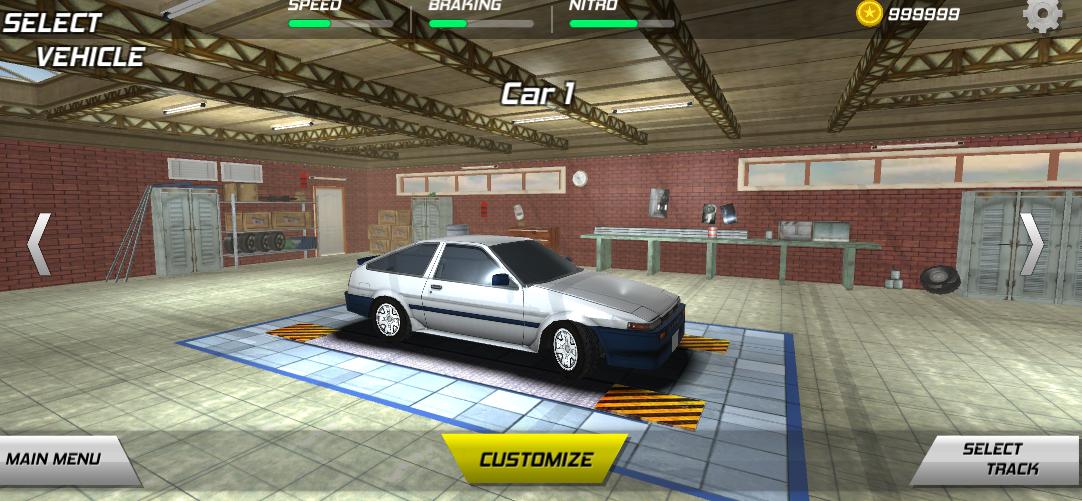 SPEED
BRAKING
NITRO
999999
SELECT
VEHICLE
Car 1
MAIN MENU
CUSTOMIZE
SELECT
TRACK